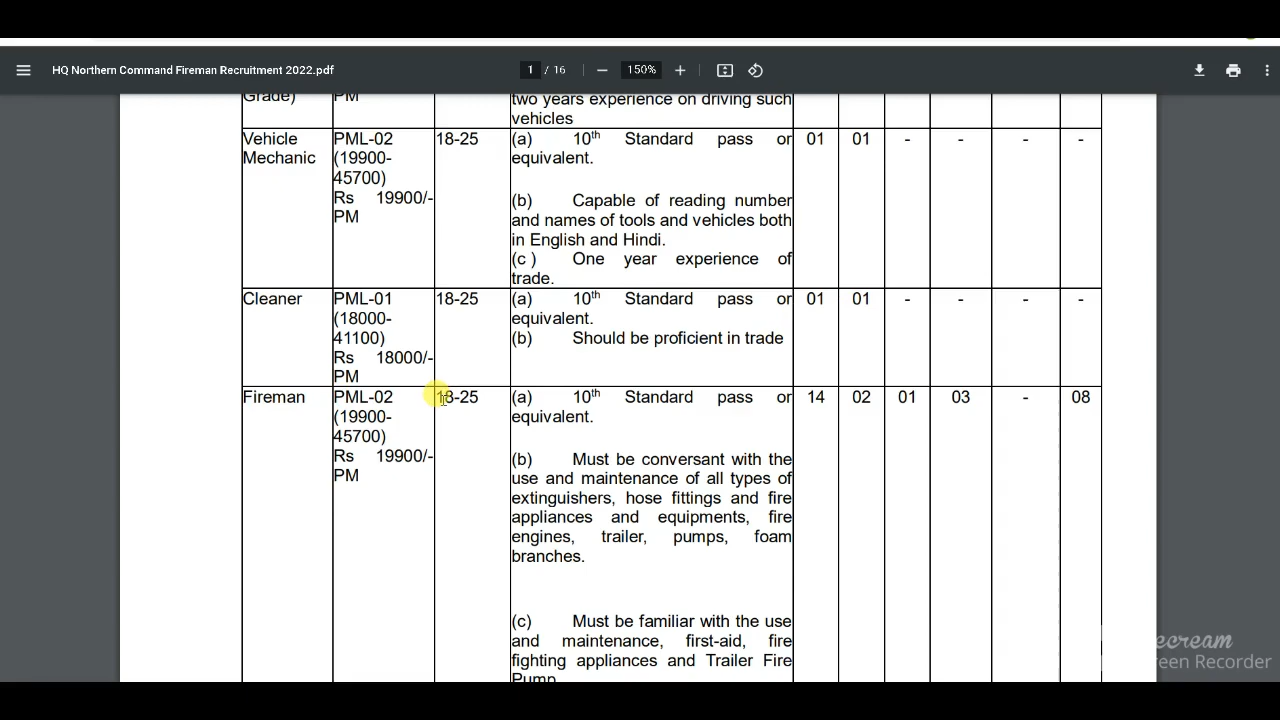 HQ Northern Command Fireman Recruitment 2022.pdf
1 / 16
150%
Grade) PM two years experience on driving such
vehicles
Vehicle PML-02 18-25 (a) 10th Standard pass or 01 01 - - - -
Mechanic (19900- equivalent.
45700)
Rs 19900/- (b) Capable of reading number
PM and names of tools and vehicles both
in English and Hindi.
(c ) One year experience of
trade.
Cleaner PML-01 18-25 (a) 10th Standard pass or 01 01 - - - -
(18000- equivalent.
41100) (b) Should be proficient in trade
Rs 18000/-
PM
Fireman PML-02 18-25 (a) 10th Standard pass or 14 02 01 03 - 08
(19900- equivalent.
45700)
Rs 19900/- (b) Must be conversant with the
PM use and maintenance of all types of
extinguishers, hose fittings and fire
appliances and equipments, fire
engines, trailer, pumps, foam
branches.
(c) Must be familiar with the use
and maintenance, first-aid, fire
fighting appliances and Trailer Fire
Pump
ecream
een Recorder